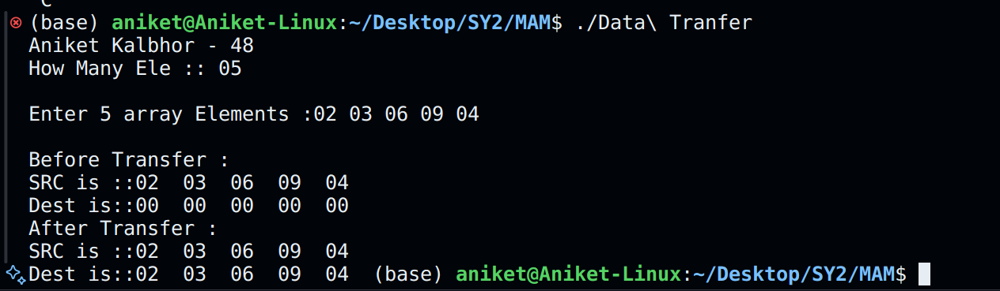 C
(base) aniket@Aniket-Linux:~/Desktop/SY2/MAM$ ./Data\ Tranfer
Aniket Kalbhor - 48
How Many Ele :: 05
Enter 5 array Elements :02 03 06 09 04
Before Transfer :
SRC is ::02  03  06  09  04
Dest is::00  00  00  00  00
After Transfer :
SRC is ::02  03  06  09  04
Dest is::02  03  06  09  04  (base) aniket@Aniket-Linux:~/Desktop/SY2/MAM$